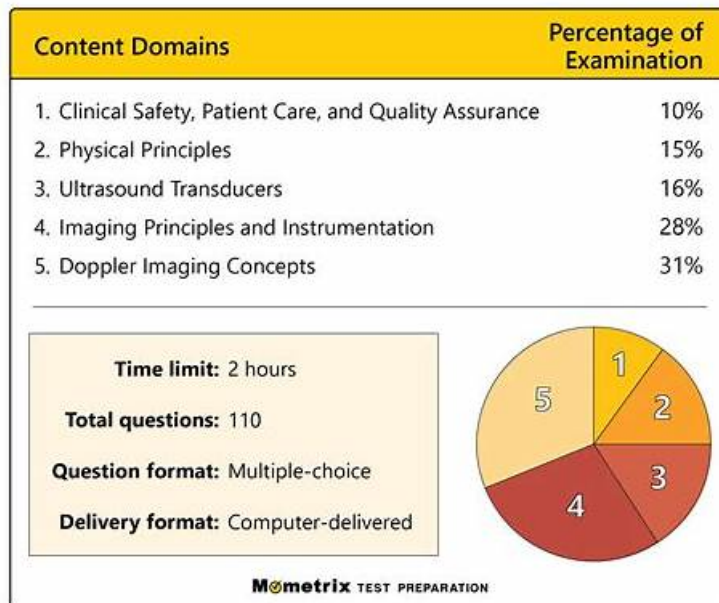 Content Domains
Percentage of
Examination
1. Clinical Safety, Patient Care, and Quality Assurance 10%
2. Physical Principles 15%
3. Ultrasound Transducers 16%
4. Imaging Principles and Instrumentation 28%
5. Doppler Imaging Concepts 31%
Time limit: 2 hours
Total questions: 110
Question format: Multiple-choice
Delivery format: Computer-delivered
1
2
3
4
5
Mometrix TEST PREPARATION